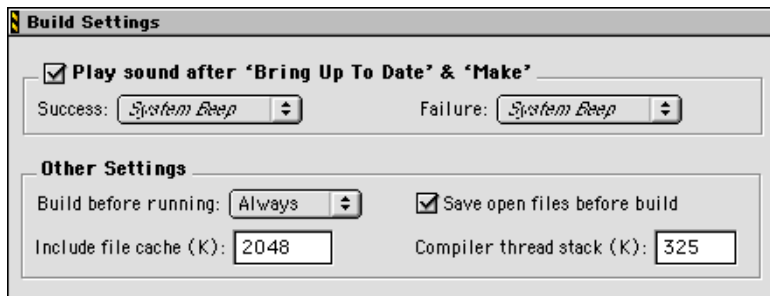 Build Settings
Play sound after ‘Bring Up To Date’ & ‘Make’
Success: System Beep Failure: System Beep
Other Settings
Build before running: Always Save open files before build
Include file cache (K): 2048 Compiler thread stack (K): 325